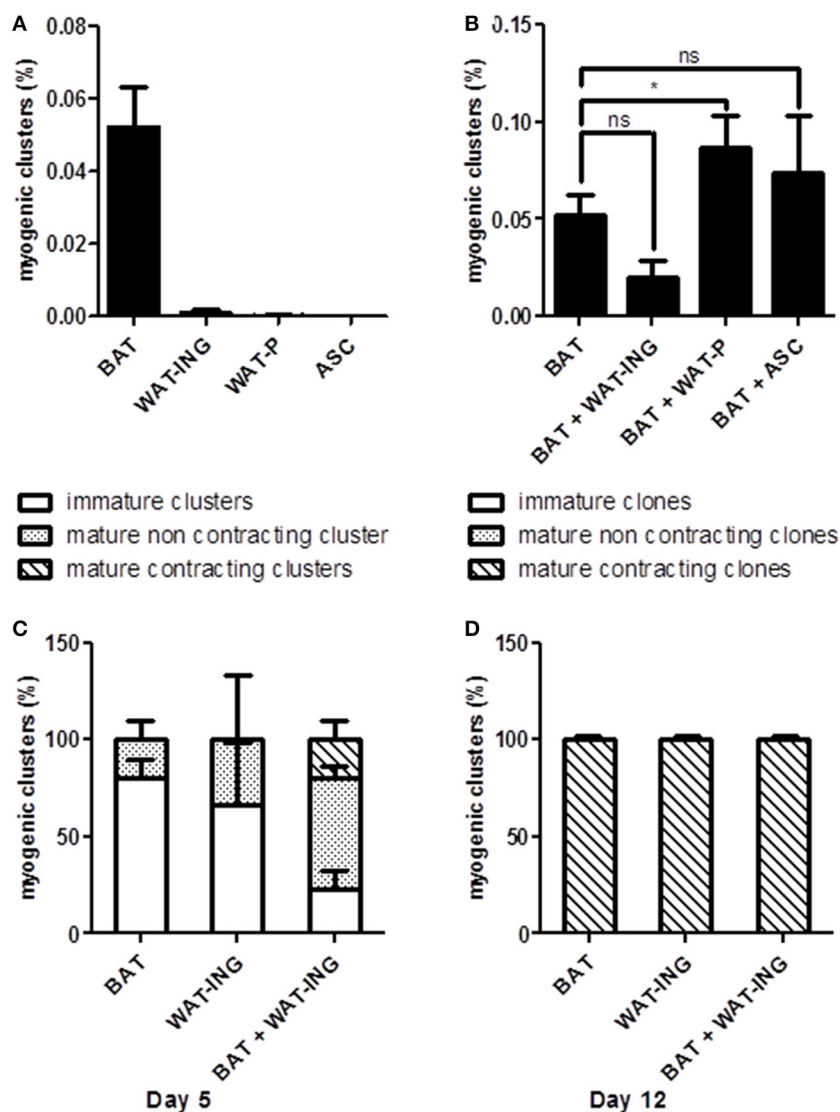 A
myogenic clusters (%)
0.08
0.06
0.04
0.02
0.00
BAT
WAT-ING
WAT-P
ASC
B
myogenic clusters (%)
0.15
0.10
0.05
0.00
ns
*
ns
BAT
BAT + WAT-ING
BAT + WAT-P
BAT + ASC
immature clusters
mature non contracting cluster
mature contracting clusters
immature clones
mature non contracting clones
mature contracting clones
C
myogenic clusters (%)
150
100
50
0
BAT
WAT-ING
BAT + WAT-ING
Day 5
D
myogenic clusters (%)
150
100
50
0
BAT
WAT-ING
BAT + WAT-ING
Day 12